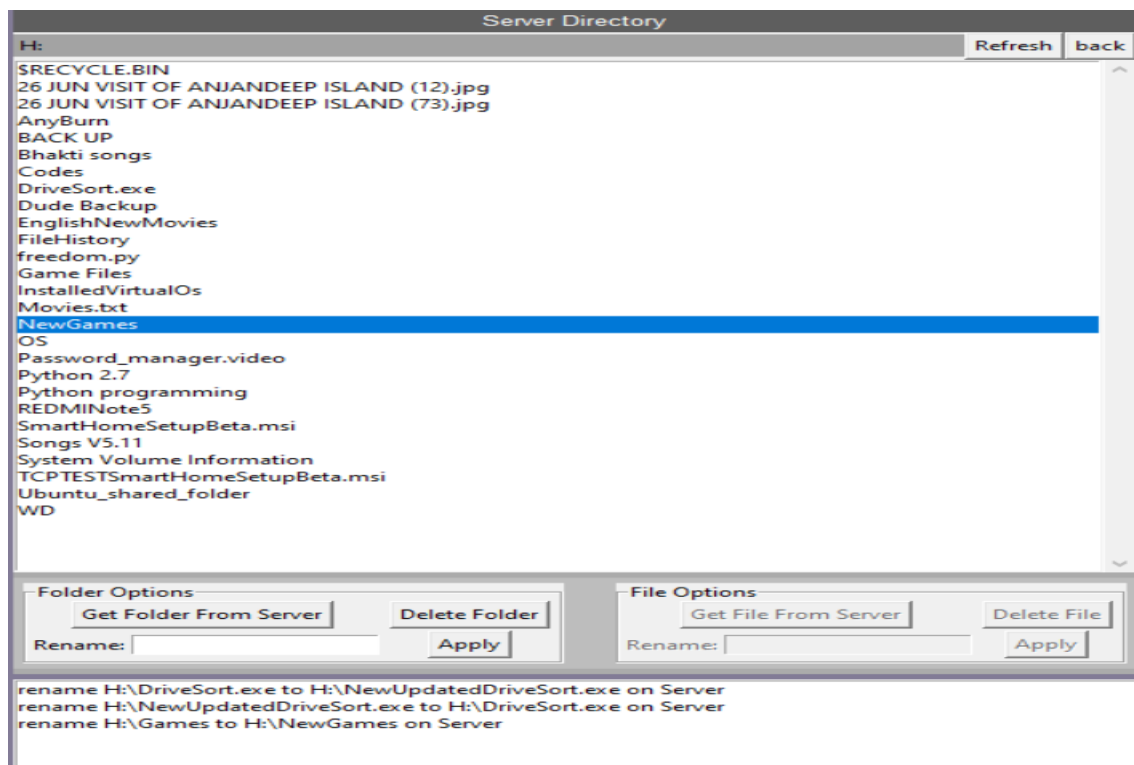 Server Directory
H: Refresh back
$RECYCLE.BIN
26 JUN VISIT OF ANJANDEEP ISLAND (12).jpg
26 JUN VISIT OF ANJANDEEP ISLAND (73).jpg
AnyBurn
BACK UP
Bhakti songs
Codes
DriveSort.exe
Dude Backup
EnglishNewMovies
FileHistory
freedom.py
Game Files
InstalledVirtualOs
Movies.txt
NewGames
OS
Password_manager.video
Python 2.7
Python programming
REDMINote5
SmartHomeSetupBeta.msi
Songs V5.11
System Volume Information
TCPTESTSmartHomeSetupBeta.msi
Ubuntu_shared_folder
WD
Folder Options File Options
Get Folder From Server Delete Folder Get File From Server Delete File
Rename: Apply Rename: Apply
rename H:\DriveSort.exe to H:\NewUpdatedDriveSort.exe on Server
rename H:\NewUpdatedDriveSort.exe to H:\DriveSort.exe on Server
rename H:\Games to H:\NewGames on Server